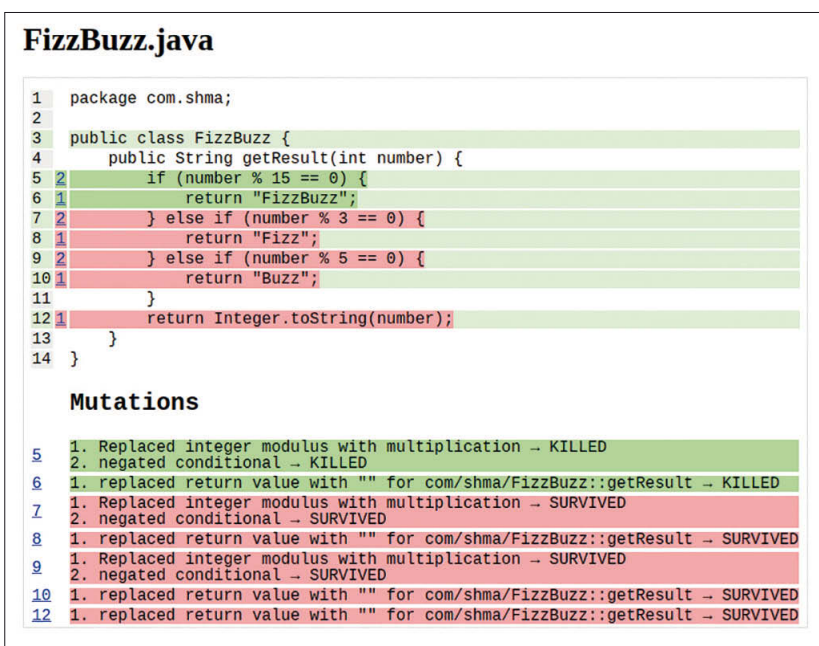 FizzBuzz.java
1 package com.shma;
2
3 public class FizzBuzz {
4 public String getResult(int number) {
5 2 if (number % 15 == 0) {
6 1 return "FizzBuzz";
7 2 } else if (number % 3 == 0) {
8 1 return "Fizz";
9 2 } else if (number % 5 == 0) {
10 1 return "Buzz";
11 }
12 1 return Integer.toString(number);
13 }
14 }
Mutations
5 1. Replaced integer modulus with multiplication → KILLED
2. negated conditional → KILLED
6 1. replaced return value with "" for com/shma/FizzBuzz::getResult → KILLED
7 1. Replaced integer modulus with multiplication → SURVIVED
2. negated conditional → SURVIVED
8 1. replaced return value with "" for com/shma/FizzBuzz::getResult → SURVIVED
9 1. Replaced integer modulus with multiplication → SURVIVED
2. negated conditional → SURVIVED
10 1. replaced return value with "" for com/shma/FizzBuzz::getResult → SURVIVED
12 1. replaced return value with "" for com/shma/FizzBuzz::getResult → SURVIVED